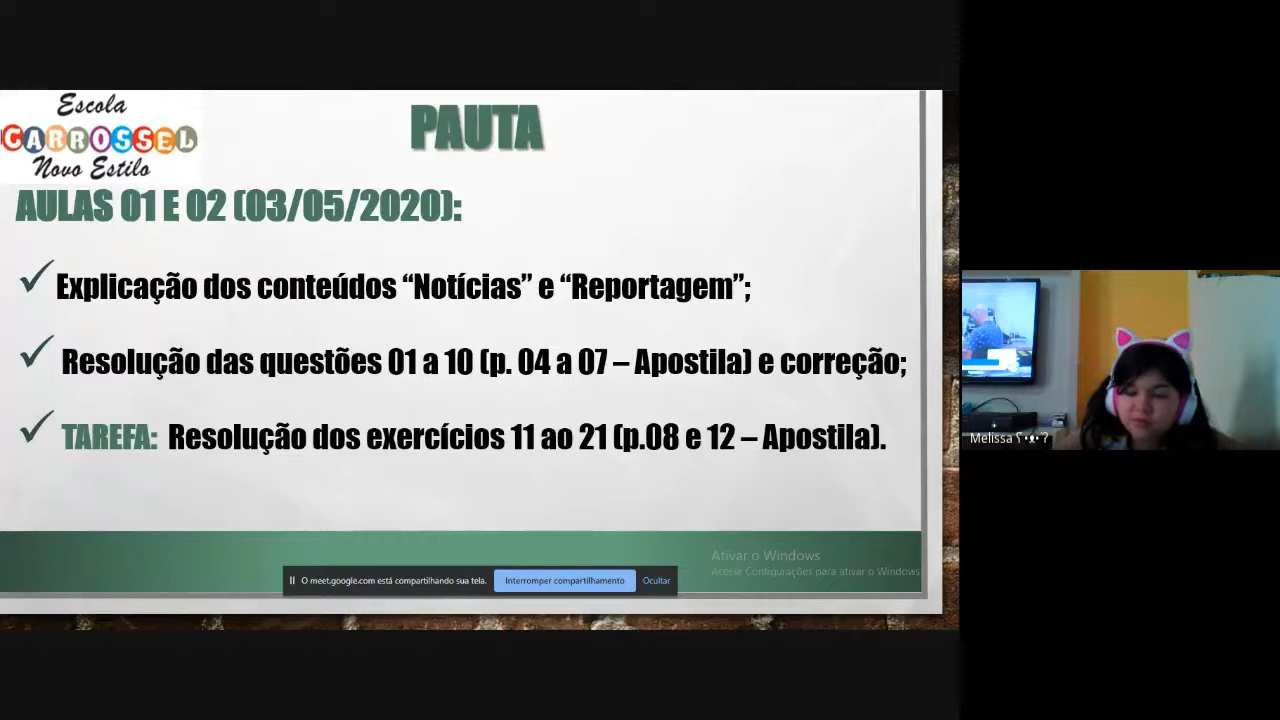 Escola
CARROSSEL
Novo Estilo
PAUTA
AULAS 01 E 02 (03/05/2020):
Explicação dos conteúdos “Notícias” e “Reportagem”;
Resolução das questões 01 a 10 (p. 04 a 07 – Apostila) e correção;
TAREFA: Resolução dos exercícios 11 ao 21 (p.08 e 12 – Apostila).
Ativar o Windows
Acesse Configurações para ativar o Windows
O meet.google.com está compartilhando sua tela.
Interromper compartilhamento
Ocultar
Melissa ʕ•ᴥ•ʔ